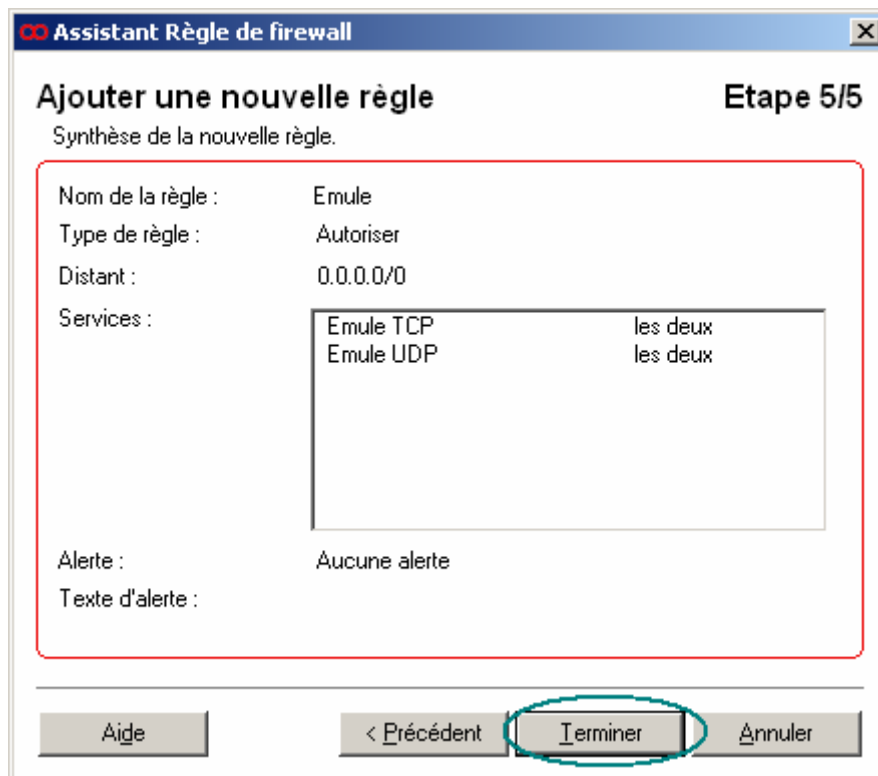 Assistant Règle de firewall
Ajouter une nouvelle règle Etape 5/5
Synthèse de la nouvelle règle.
Nom de la règle : Emule
Type de règle : Autoriser
Distant : 0.0.0.0/0
Services :
Emule TCP les deux
Emule UDP les deux
Alerte : Aucune alerte
Texte d'alerte :
Aide < Précédent Terminer Annuler